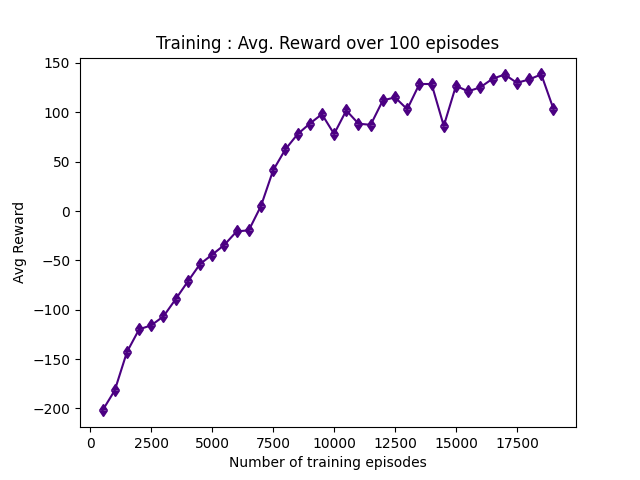 Training : Avg. Reward over 100 episodes
150
100
50
0
−50
−100
−150
−200
Avg Reward
0 2500 5000 7500 10000 12500 15000 17500
Number of training episodes